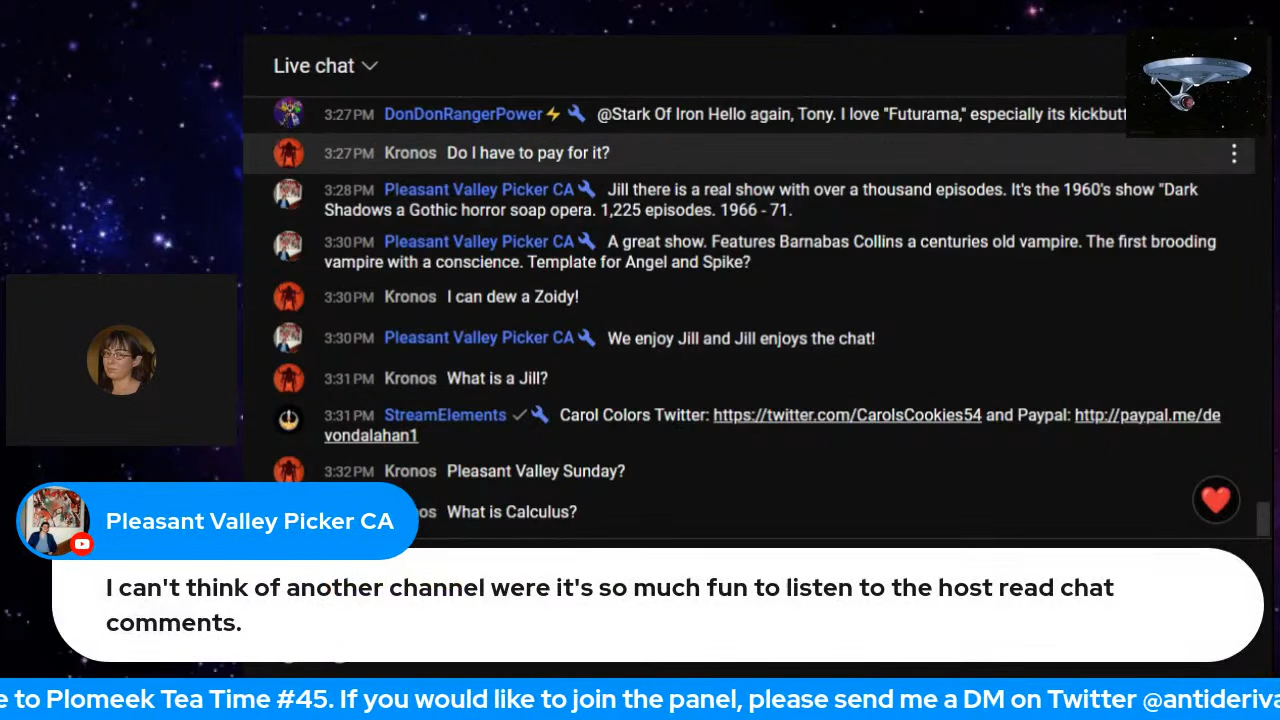 Live chat
3:27 PM DonDonRangerPower @Stark Of Iron Hello again, Tony. I love "Futurama," especially its kickbutt
3:27 PM Kronos Do I have to pay for it?
3:28 PM Pleasant Valley Picker CA Jill there is a real show with over a thousand episodes. It's the 1960's show "Dark
Shadows a Gothic horror soap opera. 1,225 episodes. 1966 - 71.
3:30 PM Pleasant Valley Picker CA A great show. Features Barnabas Collins a centuries old vampire. The first brooding
vampire with a conscience. Template for Angel and Spike?
3:30 PM Kronos I can dew a Zoidy!
3:30 PM Pleasant Valley Picker CA We enjoy Jill and Jill enjoys the chat!
3:31 PM Kronos What is a Jill?
3:31 PM StreamElements Carol Colors Twitter: https://twitter.com/CarolsCookies54 and Paypal: http://paypal.me/de
vondalahan1
3:32 PM Kronos Pleasant Valley Sunday?
os What is Calculus?
Pleasant Valley Picker CA
I can't think of another channel were it's so much fun to listen to the host read chat
comments.
e to Plomeek Tea Time #45. If you would like to join the panel, please send me a DM on Twitter @antideriva